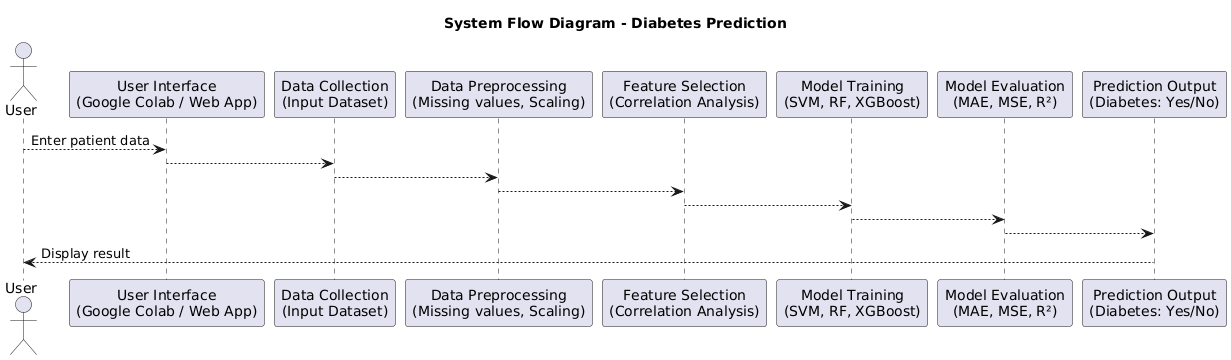 System Flow Diagram - Diabetes Prediction
User
User Interface
(Google Colab / Web App)
Data Collection
(Input Dataset)
Data Preprocessing
(Missing values, Scaling)
Feature Selection
(Correlation Analysis)
Model Training
(SVM, RF, XGBoost)
Model Evaluation
(MAE, MSE, R²)
Prediction Output
(Diabetes: Yes/No)
Enter patient data
Display result
User
User Interface
(Google Colab / Web App)
Data Collection
(Input Dataset)
Data Preprocessing
(Missing values, Scaling)
Feature Selection
(Correlation Analysis)
Model Training
(SVM, RF, XGBoost)
Model Evaluation
(MAE, MSE, R²)
Prediction Output
(Diabetes: Yes/No)